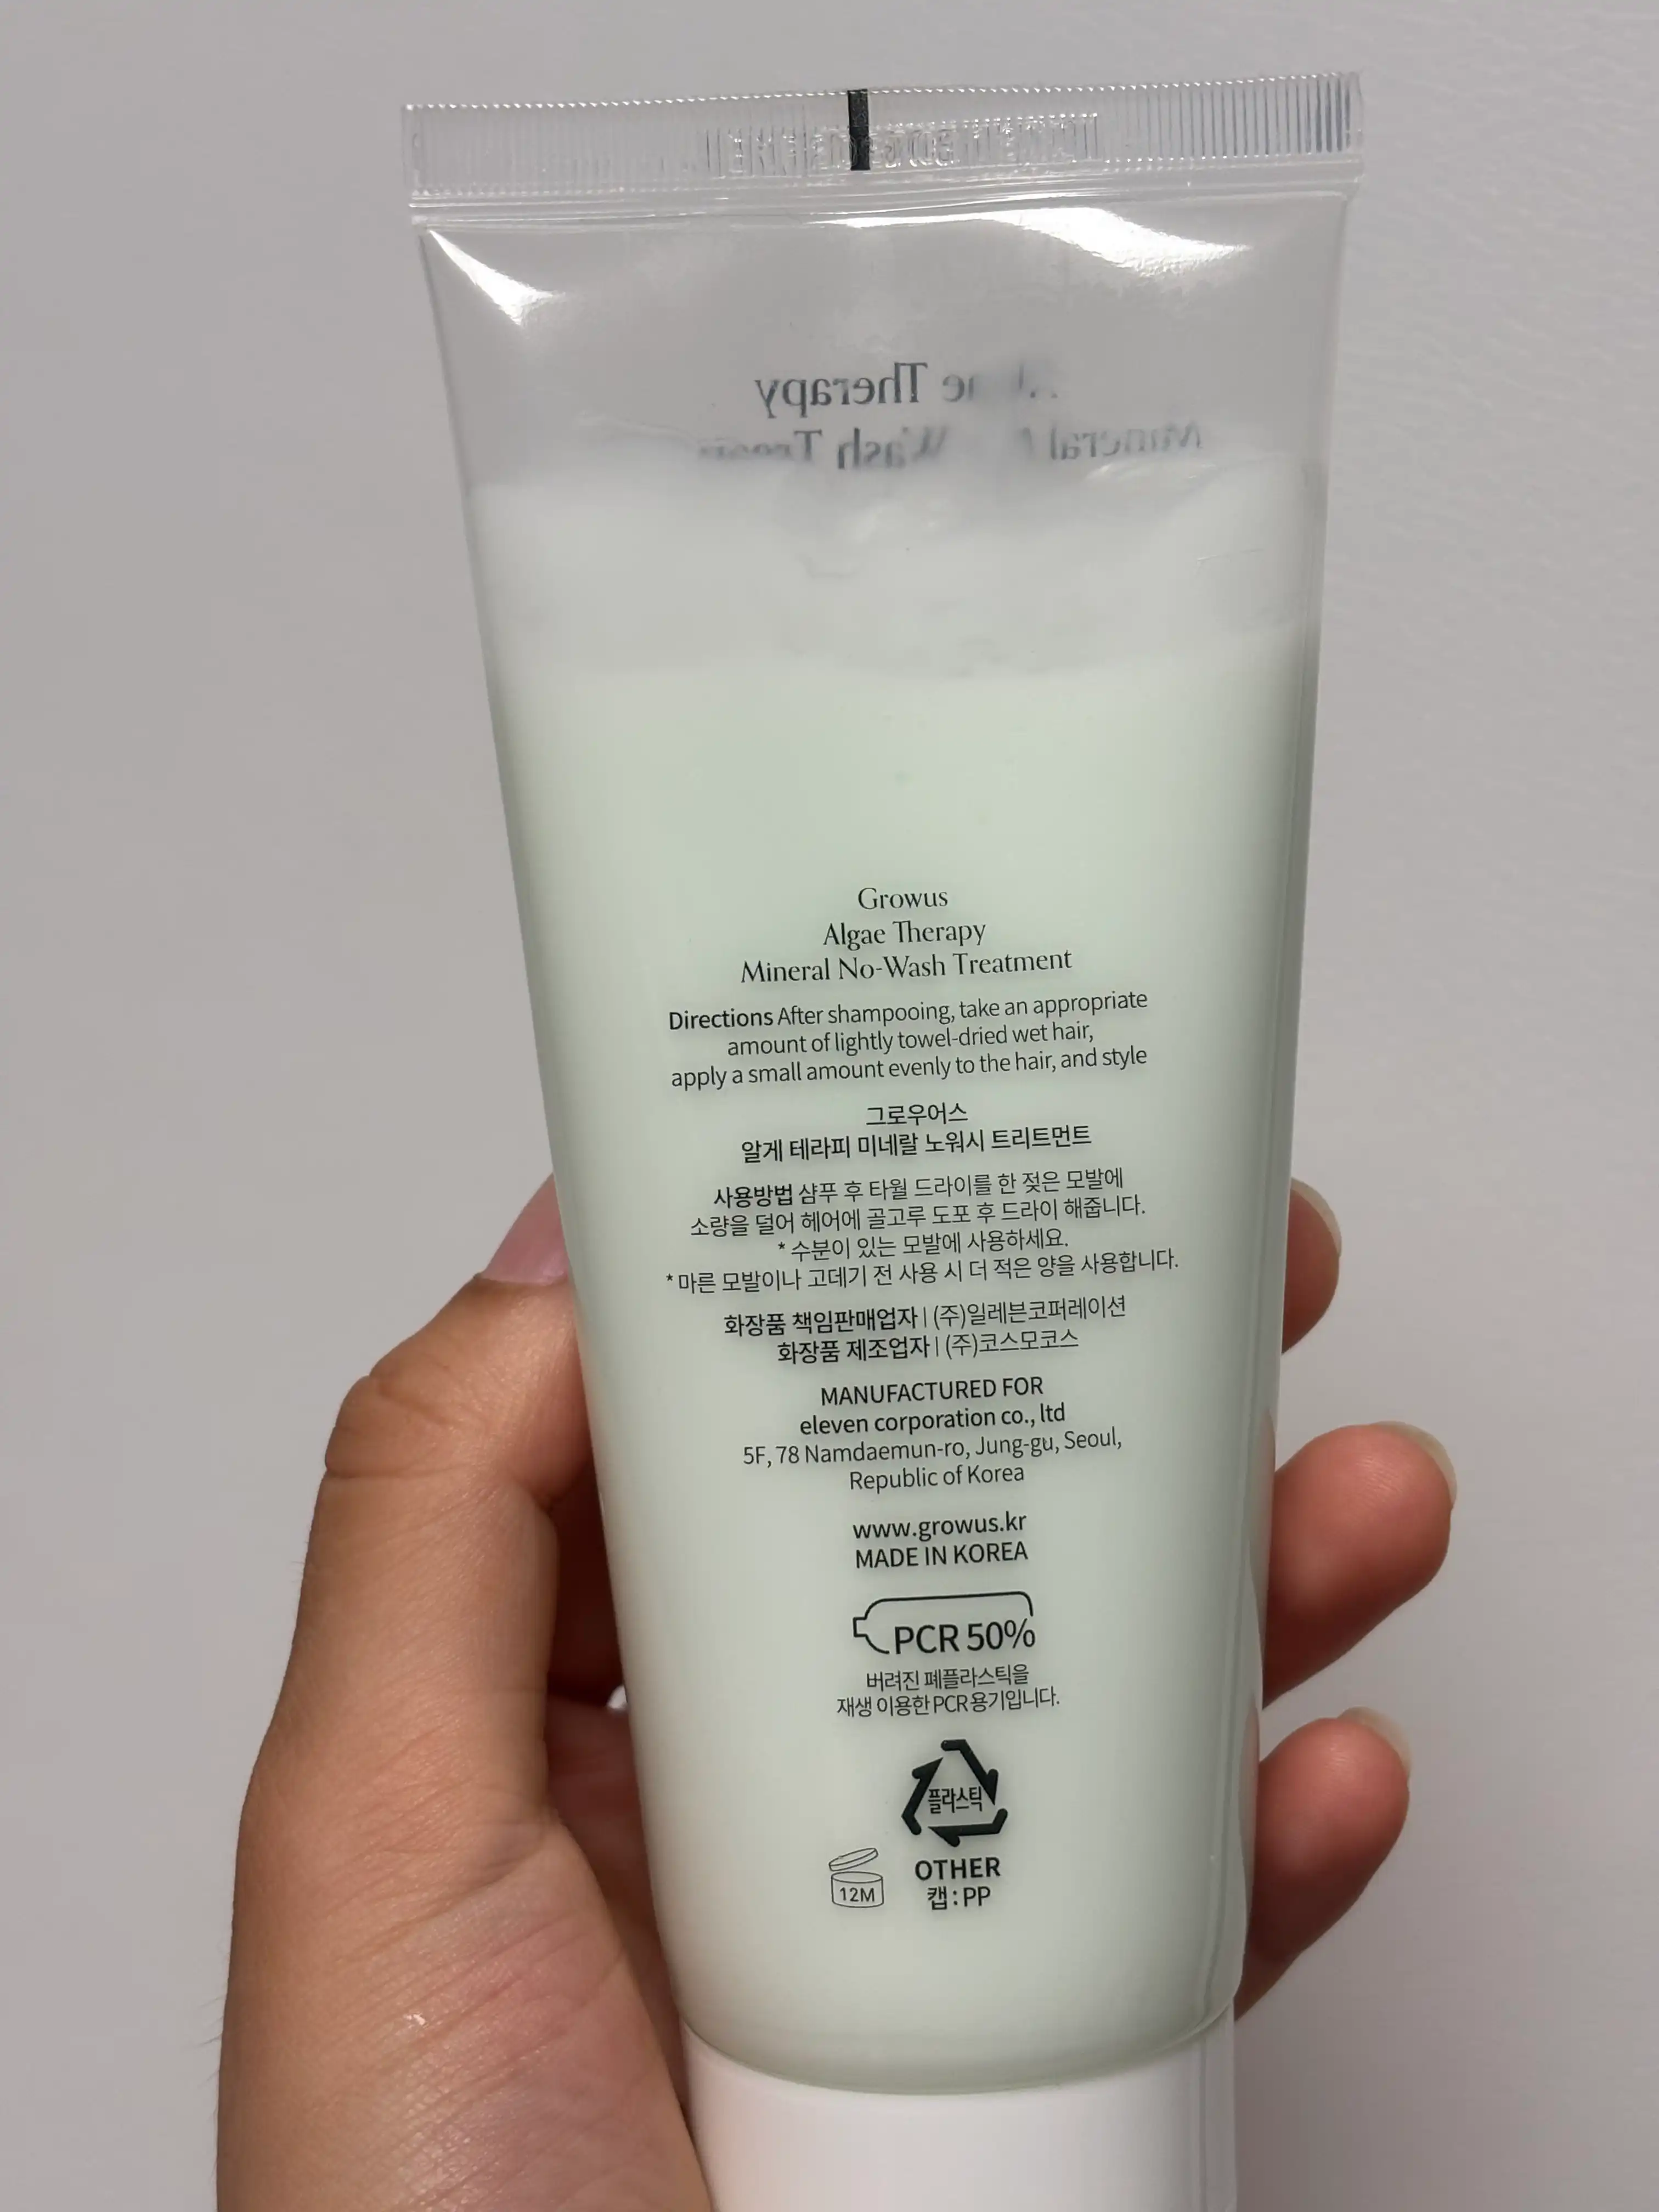 Therapy
Wash
Mineral
Growus
Algae Therapy
Mineral No-Wash Treatment
Directions After shampooing, take an appropriate
amount of lightly towel-dried wet hair,
apply a small amount evenly to the hair, and style
그로우어스
알게 테라피 미네랄 노워시 트리트먼트
사용방법 샴푸 후 타월 드라이를 한 젖은 모발에
소량을 덜어 헤어에 골고루 도포 후 드라이 해줍니다.
* 수분이 있는 모발에 사용하세요.
* 마른 모발이나 고데기 전 사용 시 더 적은 양을 사용합니다.
화장품 책임판매업자 | (주)일레븐코퍼레이션
화장품 제조업자 | (주)코스모코스
MANUFACTURED FOR
eleven corporation co., ltd
5F, 78 Namdaemun-ro, Jung-gu, Seoul,
Republic of Korea
www.growus.kr
MADE IN KOREA
PCR 50%
버려진 폐플라스틱을
재생 이용한 PCR 용기입니다.
플라스틱
OTHER
캡 : PP
12M